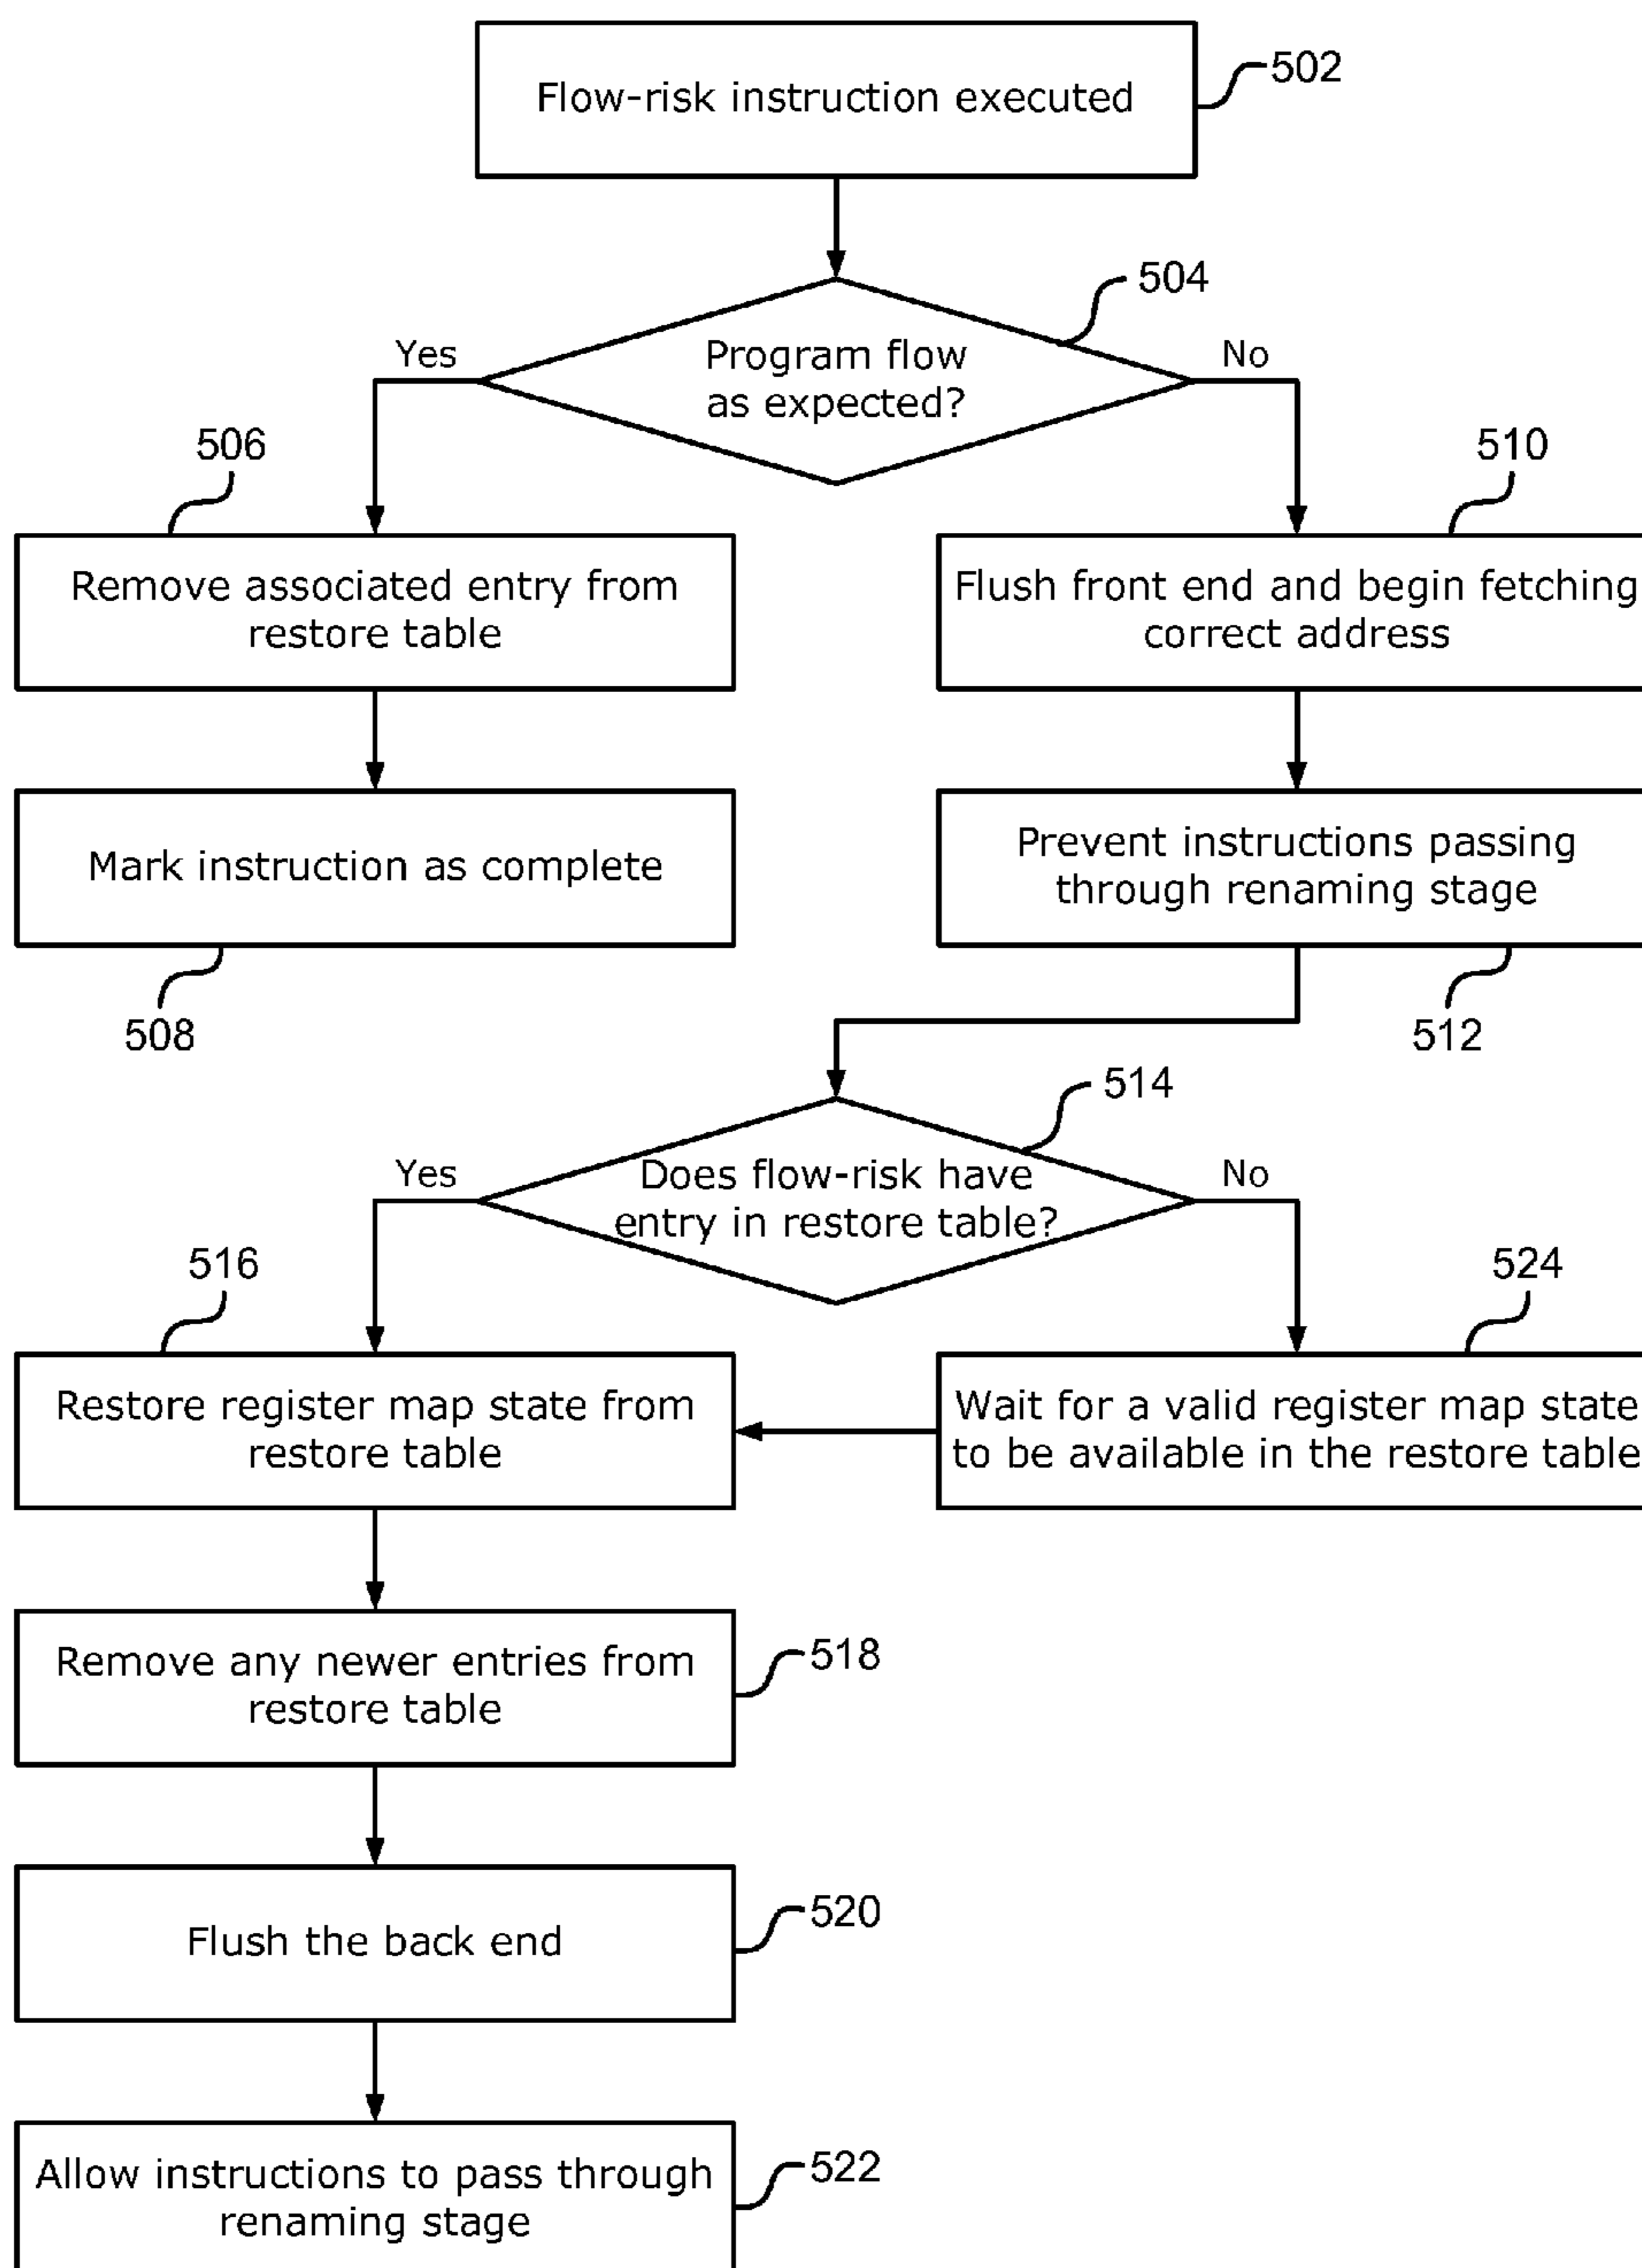 Flow-risk instruction executed
502
504
Yes
Program flow
as expected?
No
506
510
Remove associated entry from
restore table
Flush front end and begin fetching
correct address
Mark instruction as complete
Prevent instructions passing
through renaming stage
508
512
514
Yes
Does flow-risk have
entry in restore table?
No
516
524
Restore register map state from
restore table
Wait for a valid register map state
to be available in the restore table
Remove any newer entries from
restore table
518
Flush the back end
520
Allow instructions to pass through
renaming stage
522